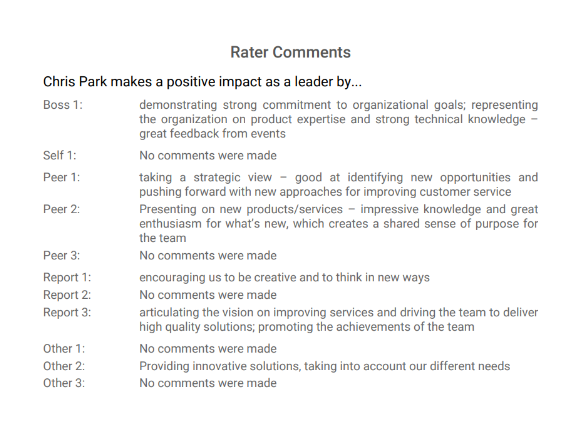 Rater Comments
Chris Park makes a positive impact as a leader by...
Boss 1: demonstrating strong commitment to organizational goals; representing
the organization on product expertise and strong technical knowledge –
great feedback from events
Self 1: No comments were made
Peer 1: taking a strategic view – good at identifying new opportunities and
pushing forward with new approaches for improving customer service
Peer 2: Presenting on new products/services – impressive knowledge and great
enthusiasm for what's new, which creates a shared sense of purpose for
the team
Peer 3: No comments were made
Report 1: encouraging us to be creative and to think in new ways
Report 2: No comments were made
Report 3: articulating the vision on improving services and driving the team to deliver
high quality solutions; promoting the achievements of the team
Other 1: No comments were made
Other 2: Providing innovative solutions, taking into account our different needs
Other 3: No comments were made